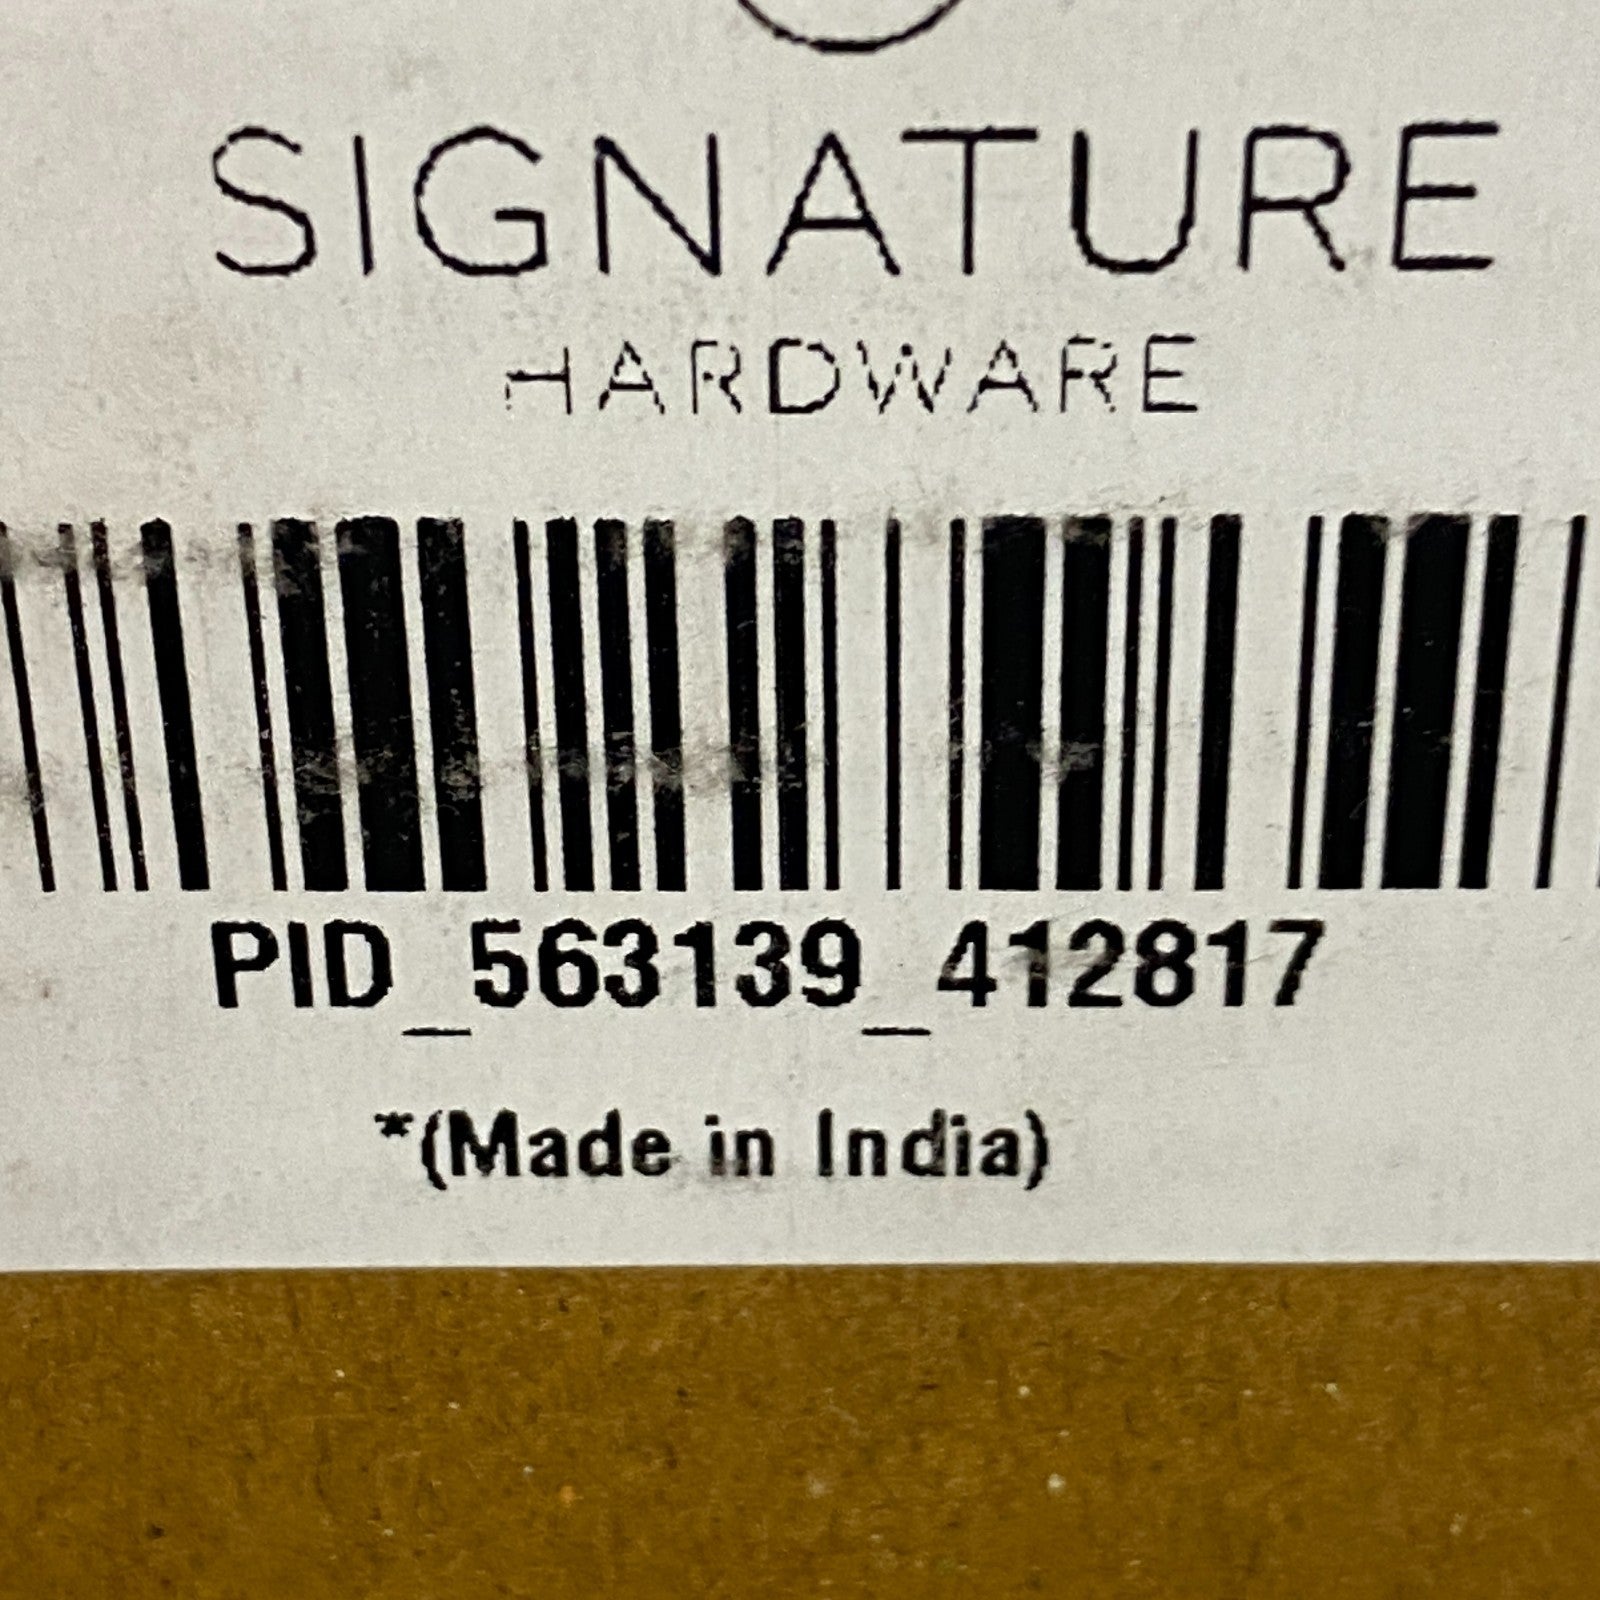 SIGNATURE
HARDWARE
PID_563139_412817
*(Made in India)